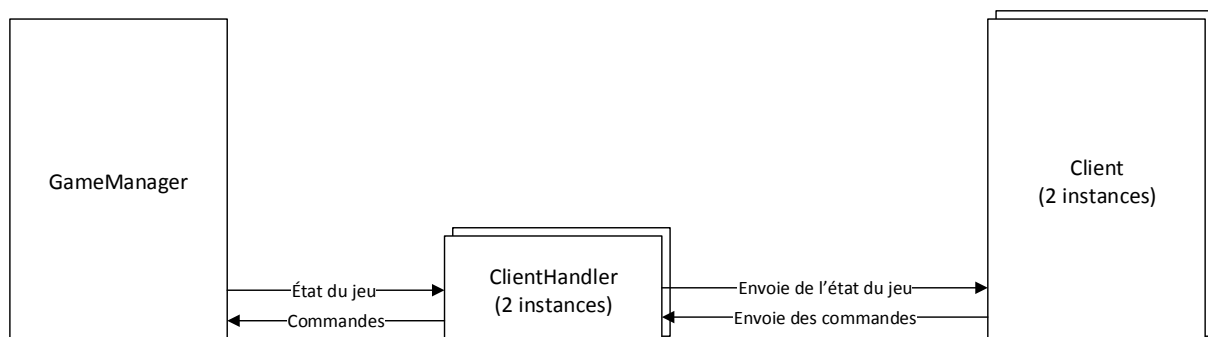 GameManager
État du jeu
Commandes
ClientHandler
(2 instances)
Envoie de l’état du jeu
Envoie des commandes
Client
(2 instances)